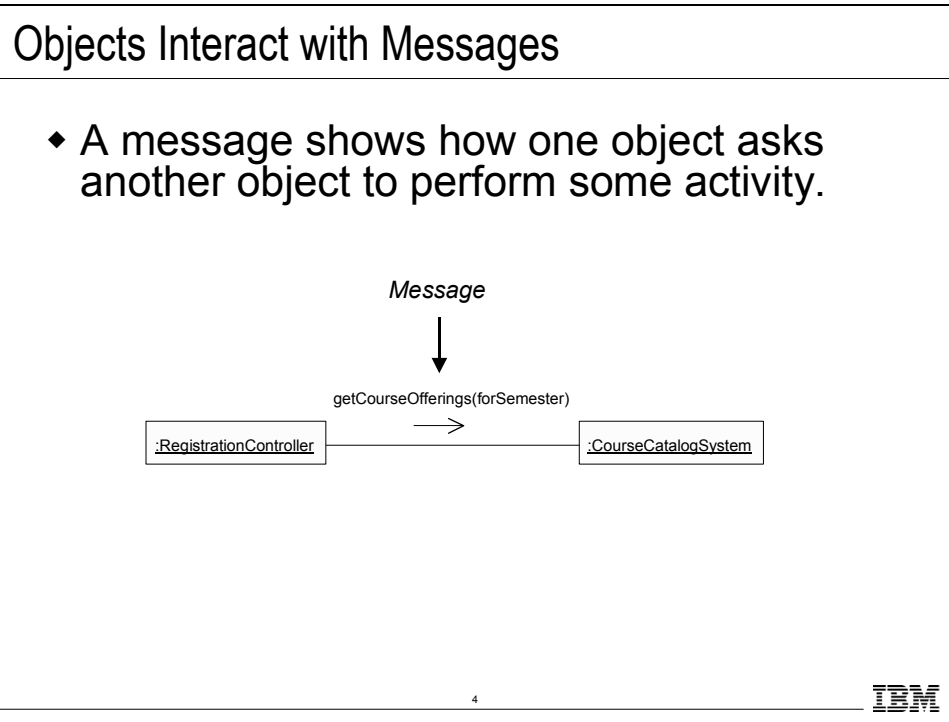 Objects Interact with Messages
◆ A message shows how one object asks
another object to perform some activity.
Message
getCourseOfferings(forSemester)
:RegistrationController
:CourseCatalogSystem
4
IBM